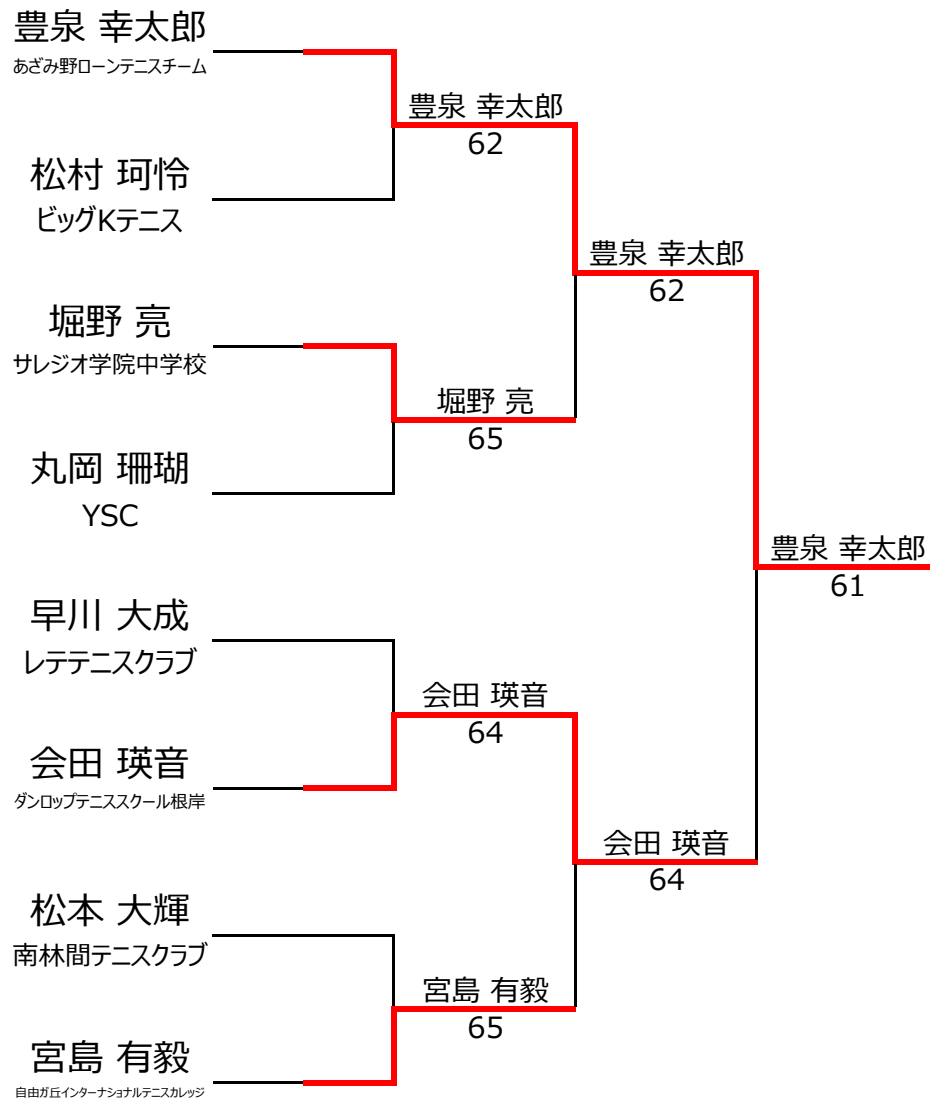 豊泉 幸太郎
あざみ野ローンテニスチーム
豊泉 幸太郎
62
松村 珂怜
ビッグKテニス
豊泉 幸太郎
62
堀野 亮
サレジオ学院中学校
堀野 亮
65
丸岡 珊瑚
YSC
豊泉 幸太郎
61
早川 大成
レテテニスクラブ
会田 瑛音
64
会田 瑛音
ダンロップテニススクール根岸
会田 瑛音
64
松本 大輝
南林間テニスクラブ
宮島 有毅
65
宮島 有毅
自由ガ丘インターナショナルテニスカレッジ